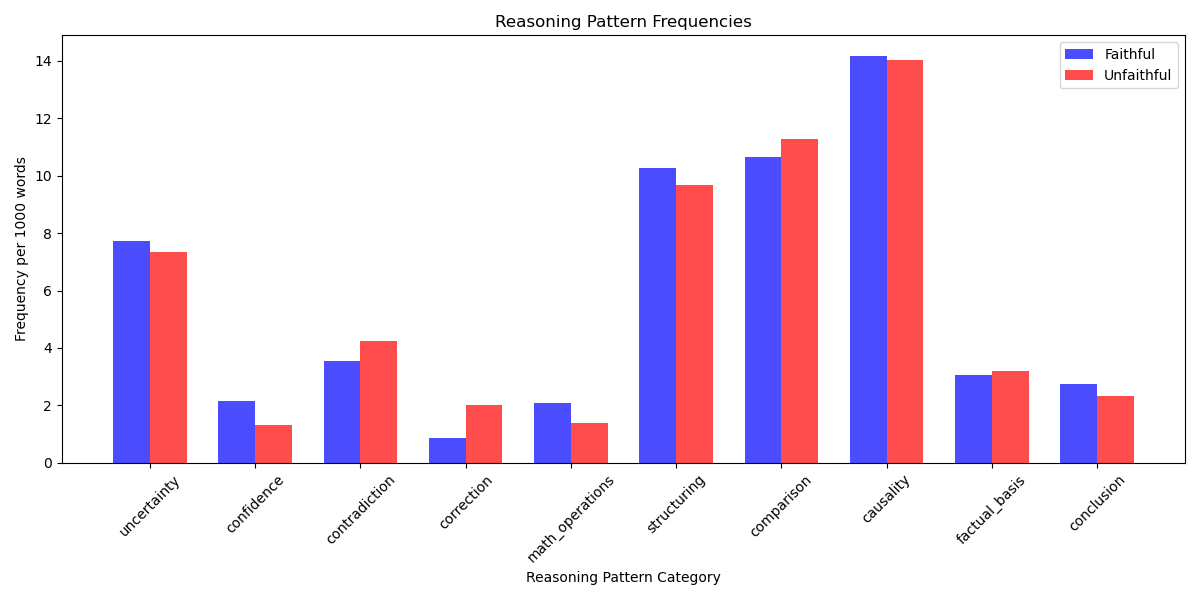 Reasoning Pattern Frequencies
Faithful
Unfaithful
Frequency per 1000 words
14
12
10
8
6
4
2
0
uncertainty
confidence
contradiction
correction
math_operations
structuring
comparison
causality
factual_basis
conclusion
Reasoning Pattern Category